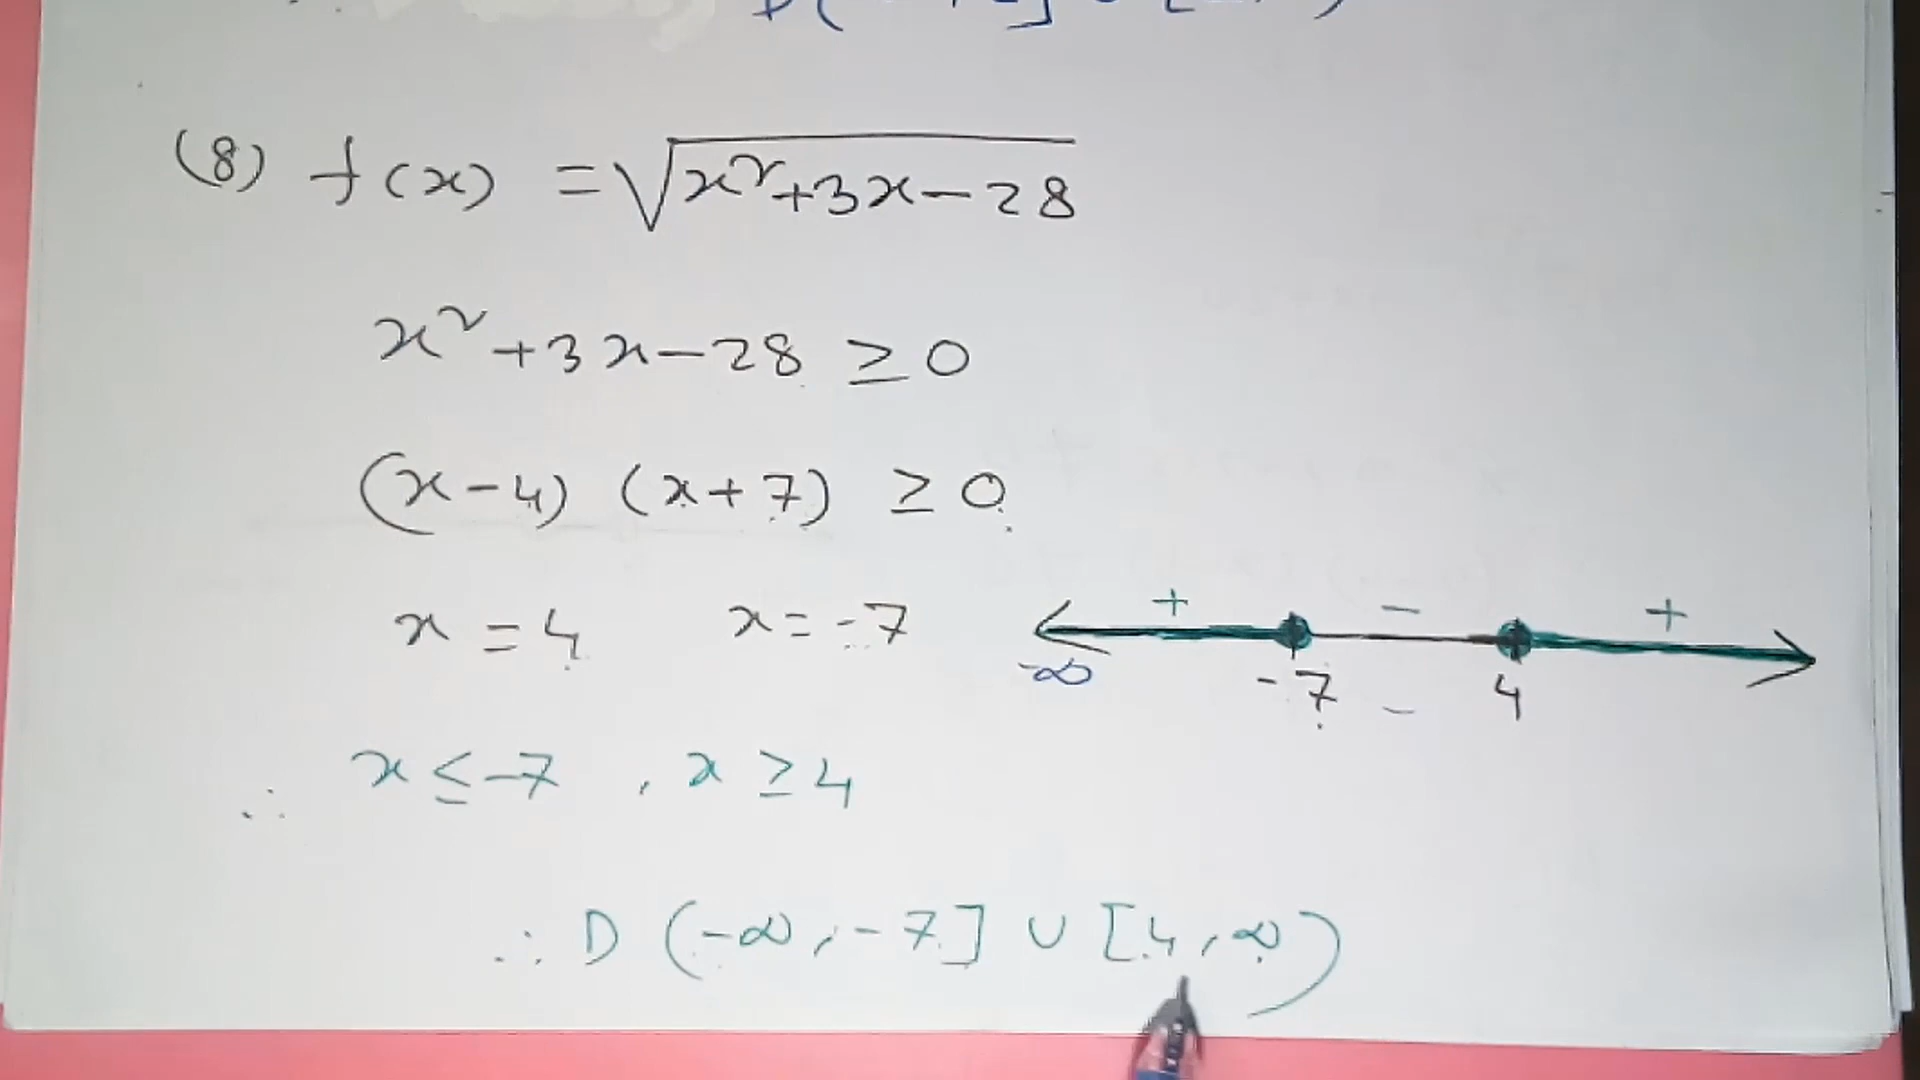 (8) f(x) = √x²+3x-28
x²+3x-28 ≥ 0
(x-4) (x+7) ≥ 0
x = 4 x = -7
+ - +
-∞ -7 - 4
∴ x ≤ -7 , x ≥ 4
∴ D (-∞, -7] ∪ [4, ∞)